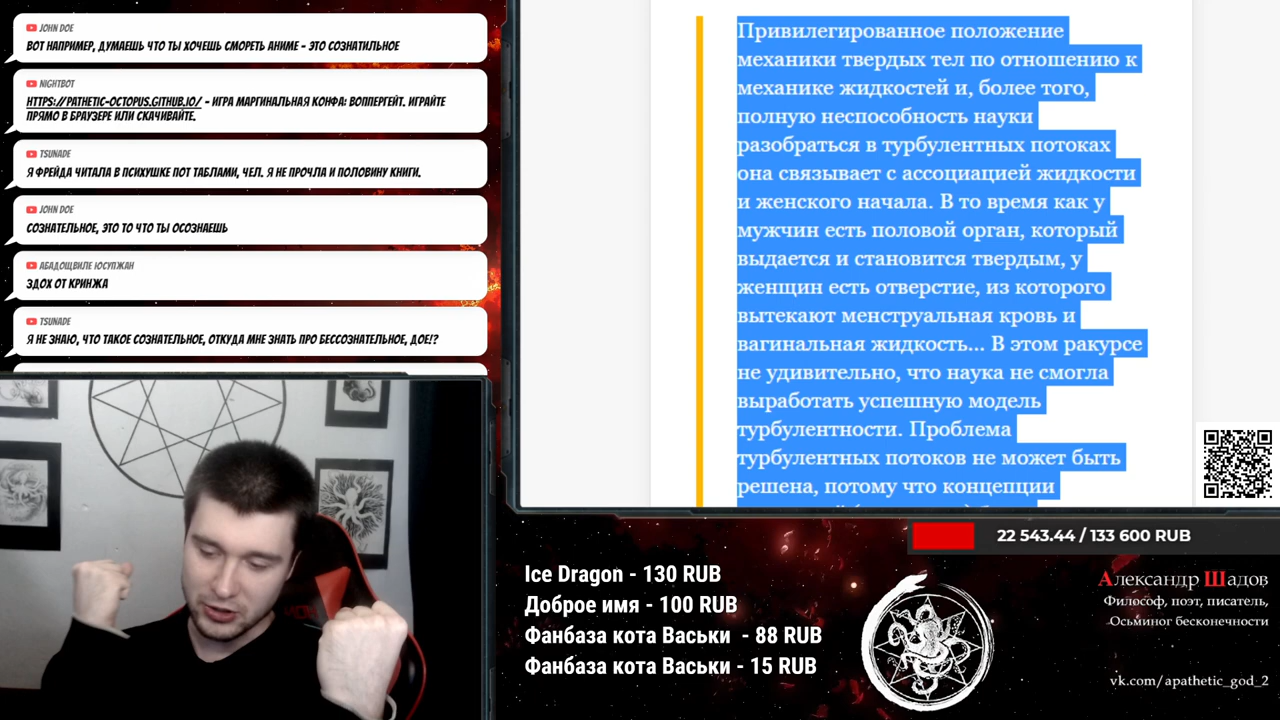 JOHN DOE
ВОТ НАПРИМЕР, ДУМАЕШЬ ЧТО ТЫ ХОЧЕШЬ СМОРЕТЬ АНИМЕ - ЭТО СОЗНАТИЛЬНОЕ
NIGHTBOT
HTTPS://PATHETIC-OCTOPUS.GITHUB.IO/ - ИГРА МАРГИНАЛЬНАЯ КОНФА: ВОППЕРГЕЙТ. ИГРАЙТЕ
ПРЯМО В БРАУЗЕРЕ ИЛИ СКАЧИВАЙТЕ.
TSUNADE
Я ФРЕЙДА ЧИТАЛА В ПСИХУШКЕ ПОТ ТАБЛАМИ, ЧЕЛ. Я НЕ ПРОЧЛА И ПОЛОВИНУ КНИГИ.
JOHN DOE
СОЗНАТЕЛЬНОЕ, ЭТО ТО ЧТО ТЫ ОСОЗНАЕШЬ
АБАДОЩВИЛЕ ЮСУПЖАН
ЗДОХ ОТ КРИНЖА
TSUNADE
Я НЕ ЗНАЮ, ЧТО ТАКОЕ СОЗНАТЕЛЬНОЕ, ОТКУДА МНЕ ЗНАТЬ ПРО БЕССОЗНАТЕЛЬНОЕ, ДОЕ!?
Привилегированное положение
механики твердых тел по отношению к
механике жидкостей и, более того,
полную неспособность науки
разобраться в турбулентных потоках
она связывает с ассоциацией жидкости
и женского начала. В то время как у
мужчин есть половой орган, который
выдается и становится твердым, у
женщин есть отверстие, из которого
вытекают менструальная кровь и
вагинальная жидкость... В этом ракурсе
не удивительно, что наука не смогла
выработать успешную модель
турбулентности. Проблема
турбулентных потоков не может быть
решена, потому что концепции
22 543.44 / 133 600 RUB
Ice Dragon - 130 RUB
Доброе имя - 100 RUB
Фанбаза кота Васьки - 88 RUB
Фанбаза кота Васьки - 15 RUB
Александр Шадов
Философ, поэт, писатель,
Осьминог бесконечности
vk.com/apathetic_god_2